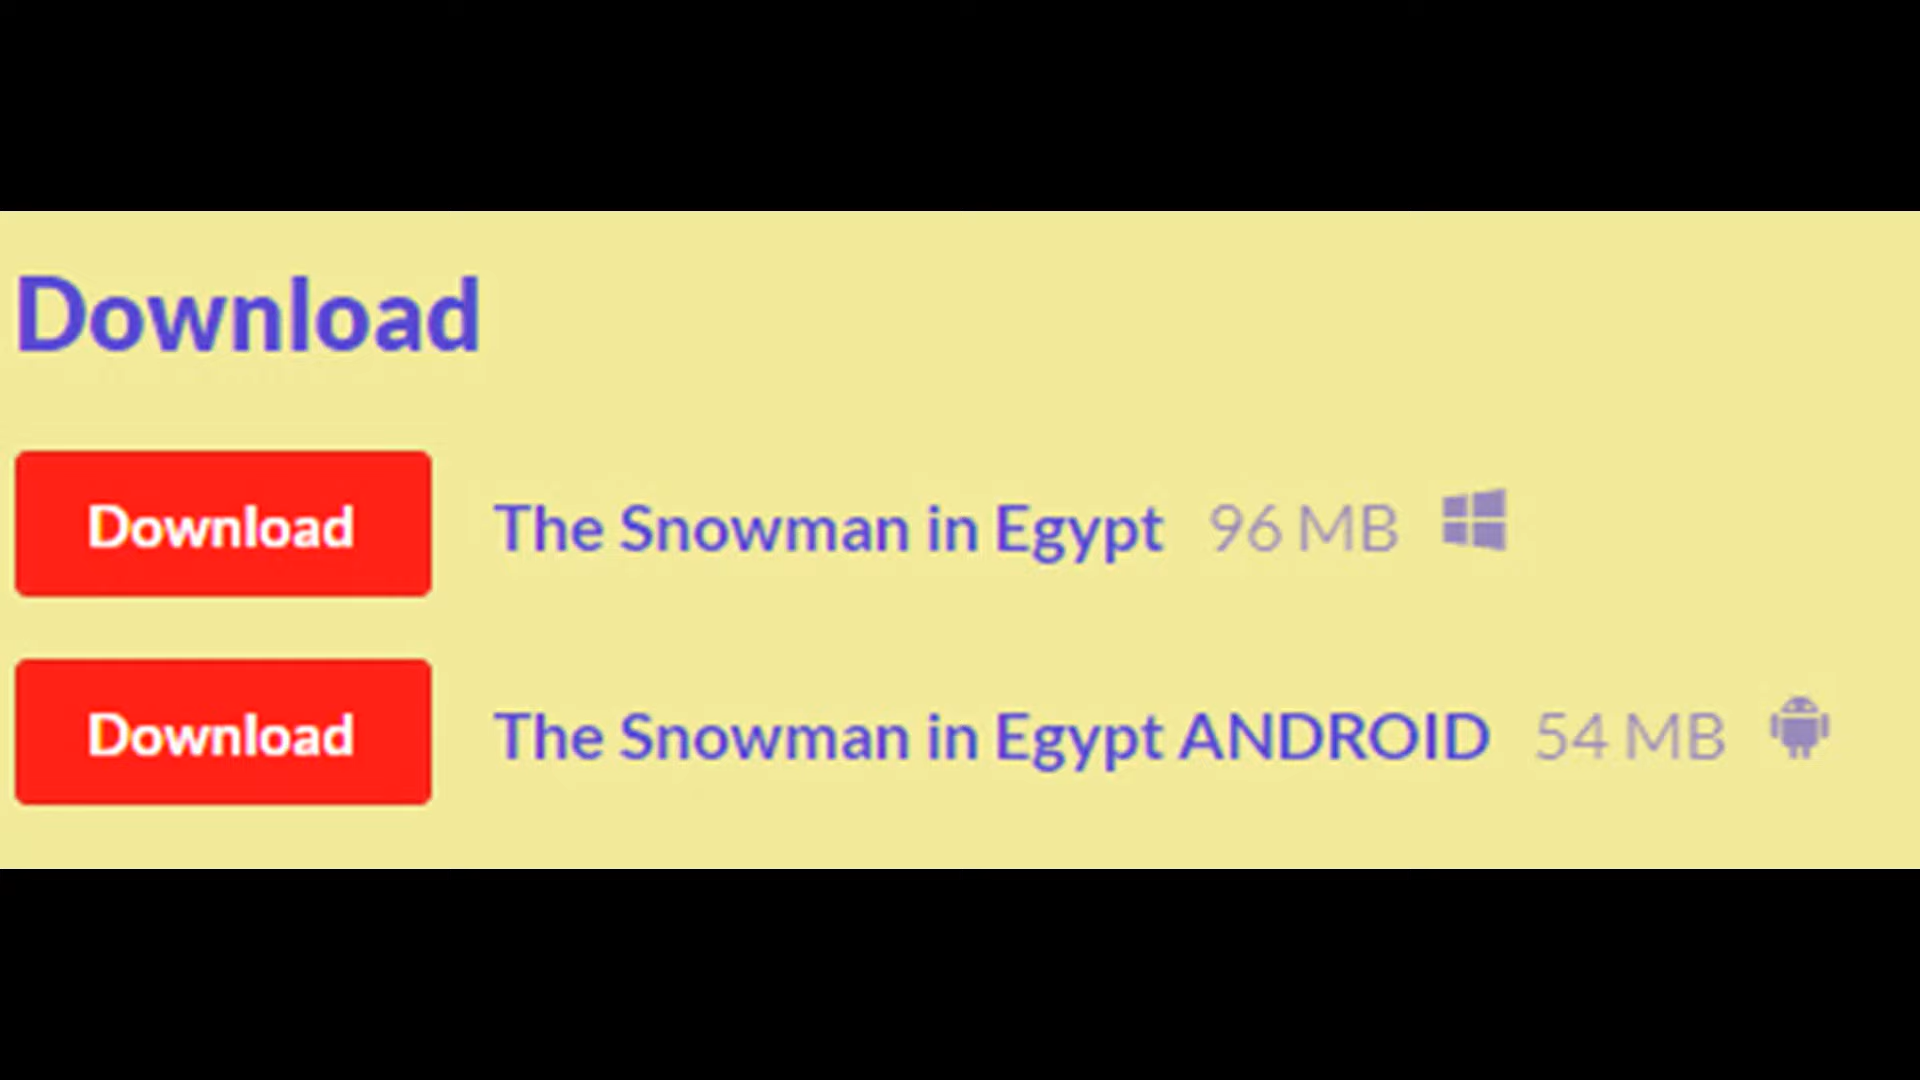 Download
Download The Snowman in Egypt 96 MB
Download The Snowman in Egypt ANDROID 54 MB